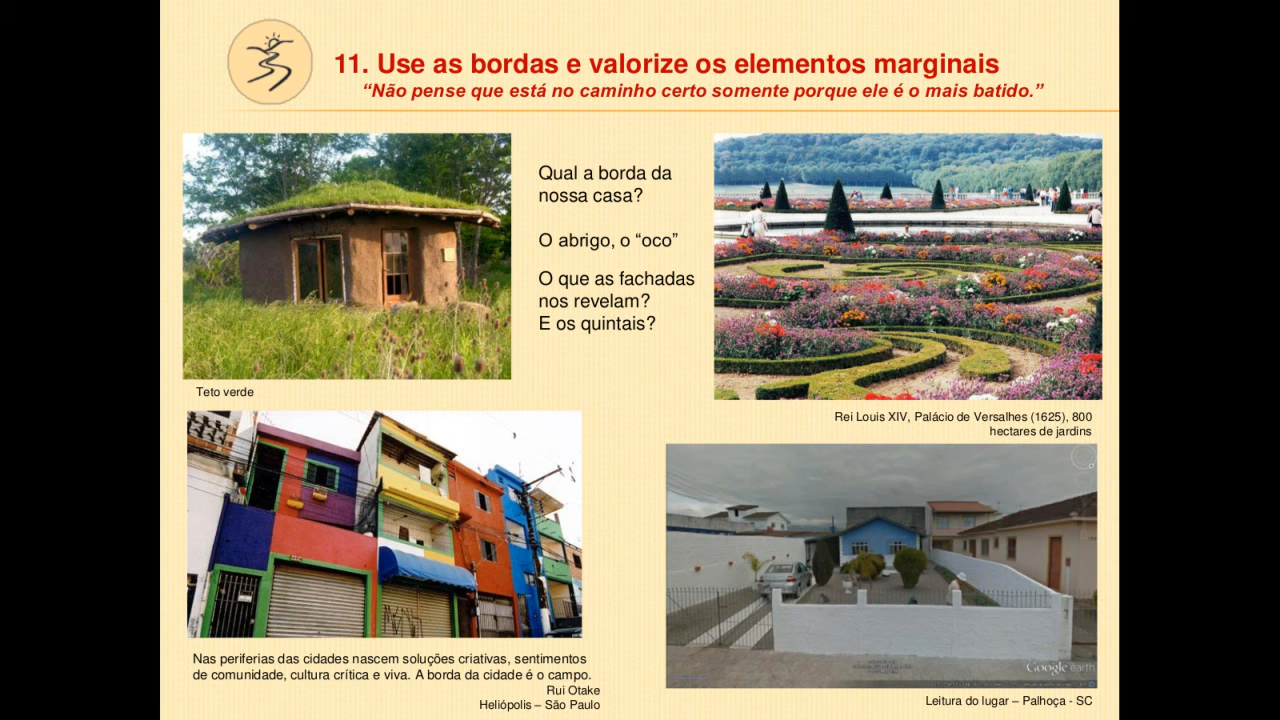 11. Use as bordas e valorize os elementos marginais
“Não pense que está no caminho certo somente porque ele é o mais batido.”
Qual a borda da
nossa casa?
O abrigo, o “oco”
O que as fachadas
nos revelam?
E os quintais?
Teto verde
Rei Louis XIV, Palácio de Versalhes (1625), 800
hectares de jardins
Nas periferias das cidades nascem soluções criativas, sentimentos
de comunidade, cultura crítica e viva. A borda da cidade é o campo.
Rui Otake
Heliópolis – São Paulo
Google earth
Leitura do lugar – Palhoça - SC